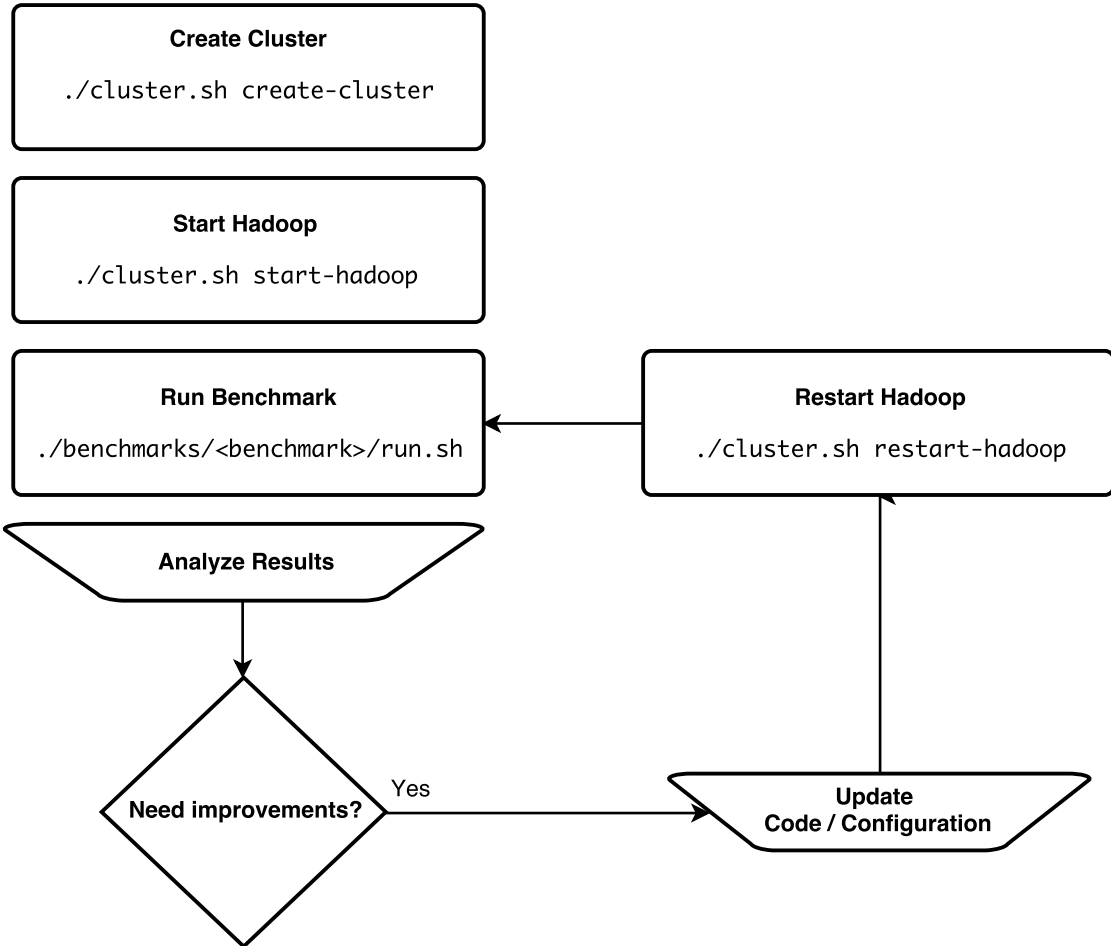 Create Cluster
./cluster.sh create-cluster
Start Hadoop
./cluster.sh start-hadoop
Run Benchmark
./benchmarks/<benchmark>/run.sh
Restart Hadoop
./cluster.sh restart-hadoop
Analyze Results
Need improvements?
Yes
Update
Code / Configuration